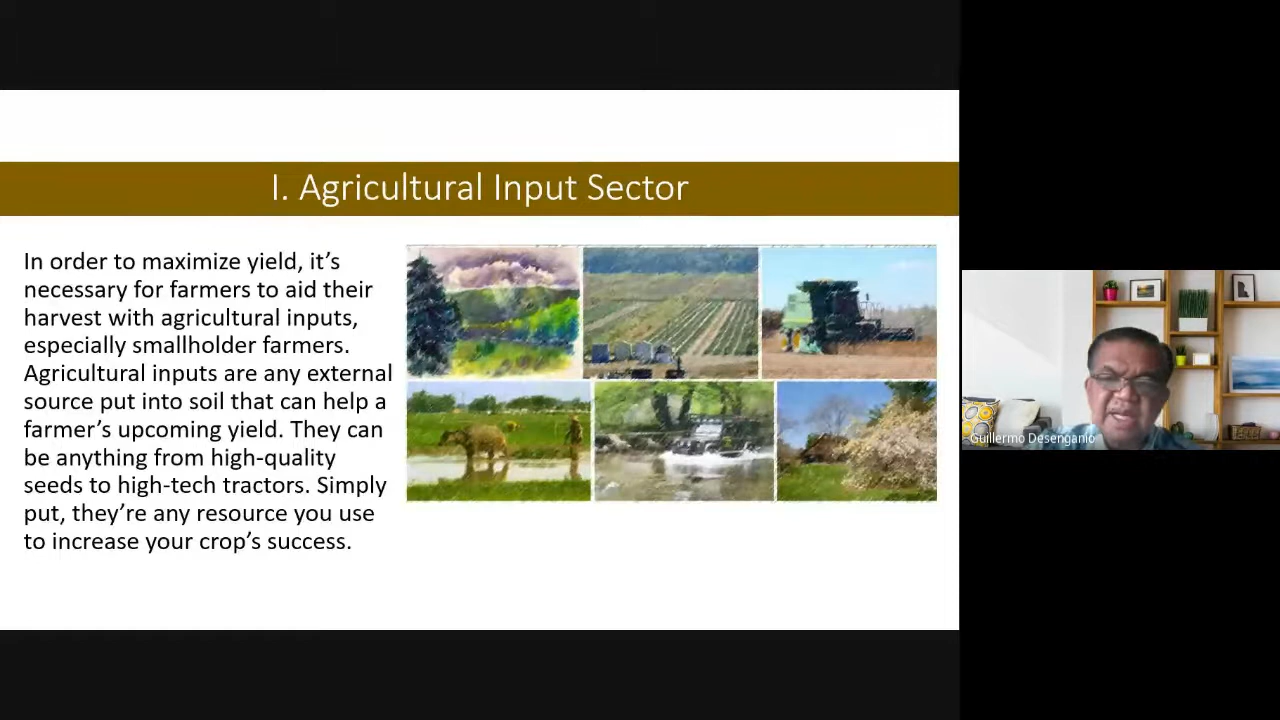 I. Agricultural Input Sector
In order to maximize yield, it’s
necessary for farmers to aid their
harvest with agricultural inputs,
especially smallholder farmers.
Agricultural inputs are any external
source put into soil that can help a
farmer’s upcoming yield. They can
be anything from high-quality
seeds to high-tech tractors. Simply
put, they’re any resource you use
to increase your crop’s success.
Guillermo Desenganio